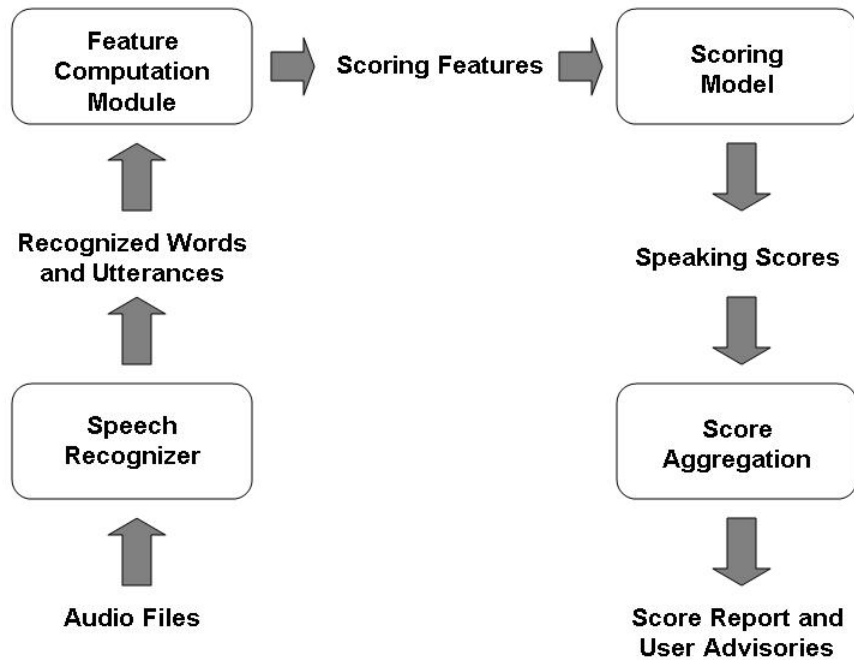 Feature
Computation
Module
Scoring Features
Scoring
Model
Recognized Words
and Utterances
Speaking Scores
Speech
Recognizer
Score
Aggregation
Audio Files
Score Report and
User Advisories